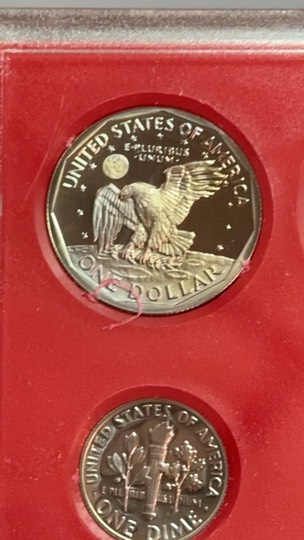 UNITED STATES OF AMERICA
E·PLURIBUS
·UNUM·
ONE DOLLAR
UNITED STATES OF AMERICA
E PLURIBUS UNUM
ONE DIME